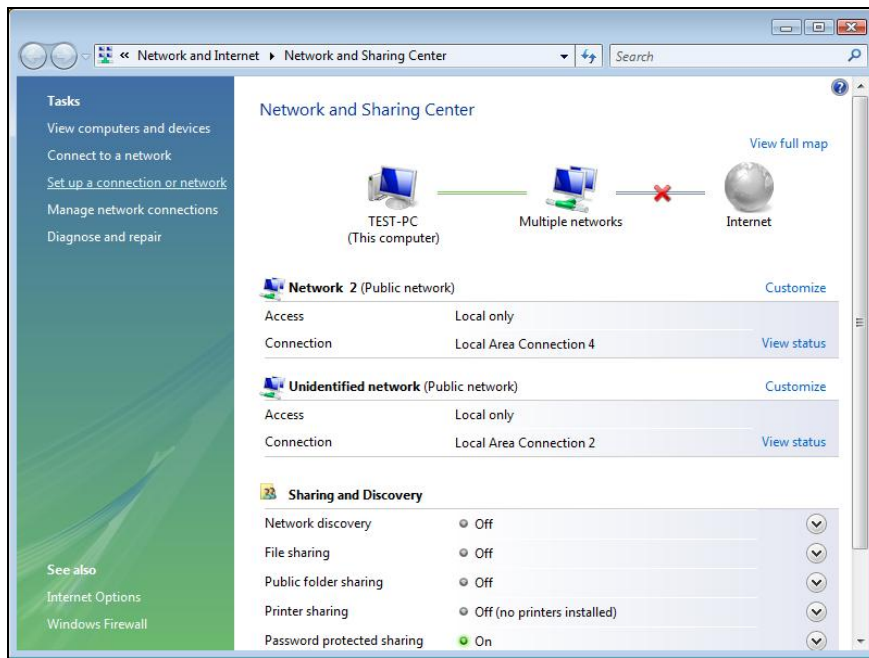 « Network and Internet ▸ Network and Sharing Center
Search
Tasks
View computers and devices
Connect to a network
Set up a connection or network
Manage network connections
Diagnose and repair
See also
Internet Options
Windows Firewall
Network and Sharing Center
View full map
TEST-PC
(This computer)
Multiple networks
Internet
Network 2 (Public network) Customize
Access Local only
Connection Local Area Connection 4 View status
Unidentified network (Public network) Customize
Access Local only
Connection Local Area Connection 2 View status
Sharing and Discovery
Network discovery Off
File sharing Off
Public folder sharing Off
Printer sharing Off (no printers installed)
Password protected sharing On